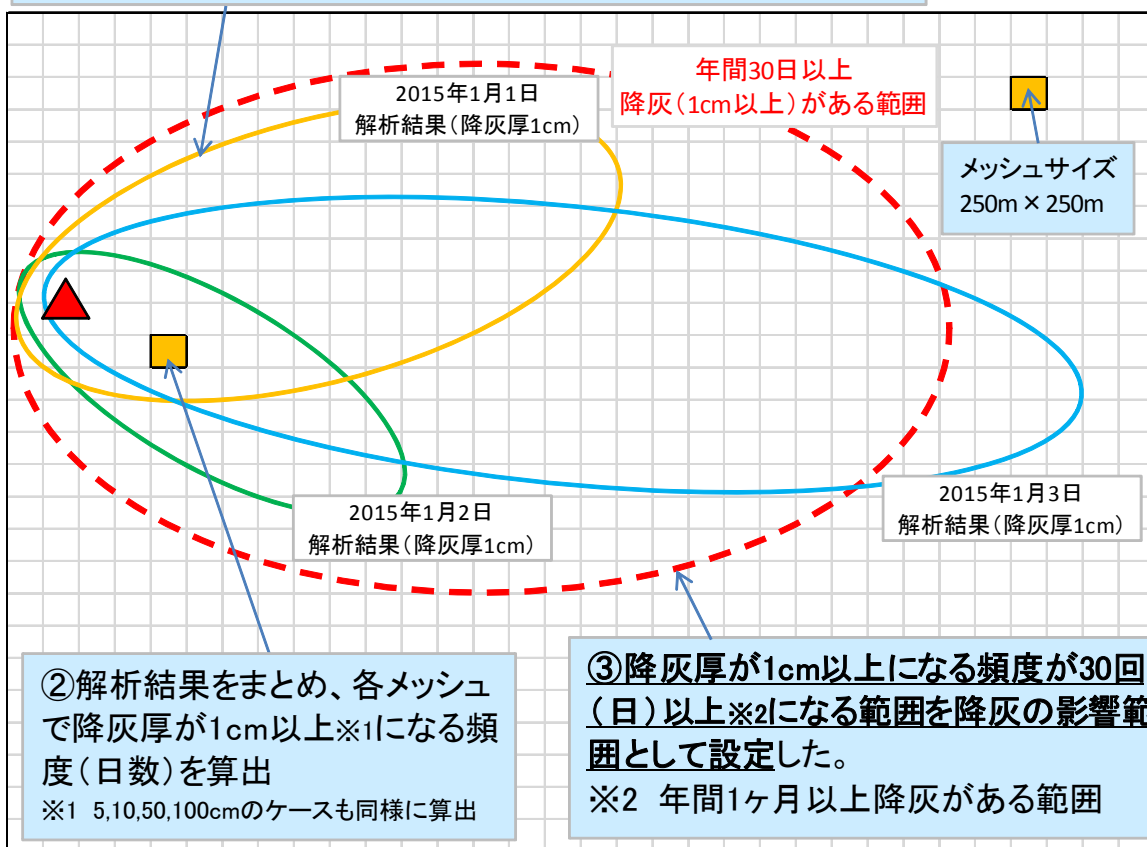 年間30日以上
降灰(1cm以上)がある範囲
2015年1月1日
解析結果(降灰厚1cm)
メッシュサイズ
250m×250m
2015年1月2日
解析結果(降灰厚1cm)
2015年1月3日
解析結果(降灰厚1cm)
②解析結果をまとめ、各メッシュ
で降灰厚が1cm以上※1になる頻
度(日数)を算出
※1 5,10,50,100cmのケースも同様に算出
③降灰厚が1cm以上になる頻度が30回
(日)以上※2になる範囲を降灰の影響範
囲として設定した。
※2 年間1ヶ月以上降灰がある範囲